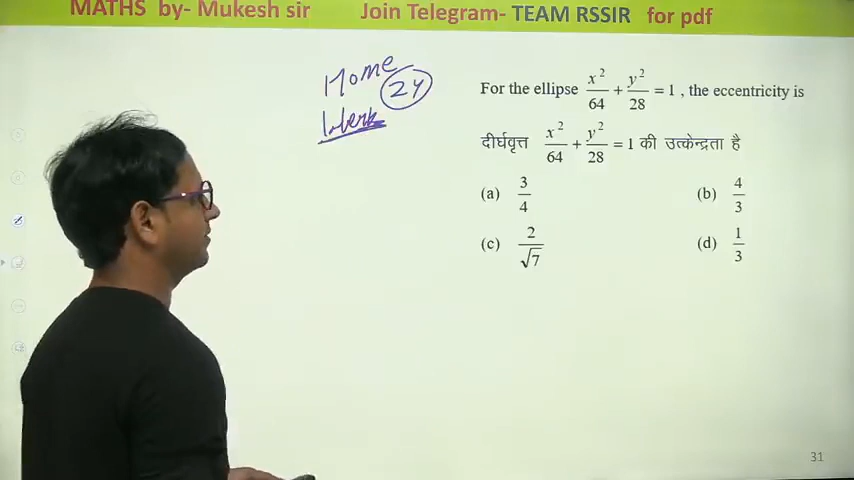 MATHS by- Mukesh sir Join Telegram- TEAM RSSIR for pdf
Home 24
Work
For the ellipse x²/64 + y²/28 = 1 , the eccentricity is
दीर्घवृत्त x²/64 + y²/28 = 1 की उत्केन्द्रता है
(a) 3/4 (b) 4/3
(c) 2/√7 (d) 1/3
31